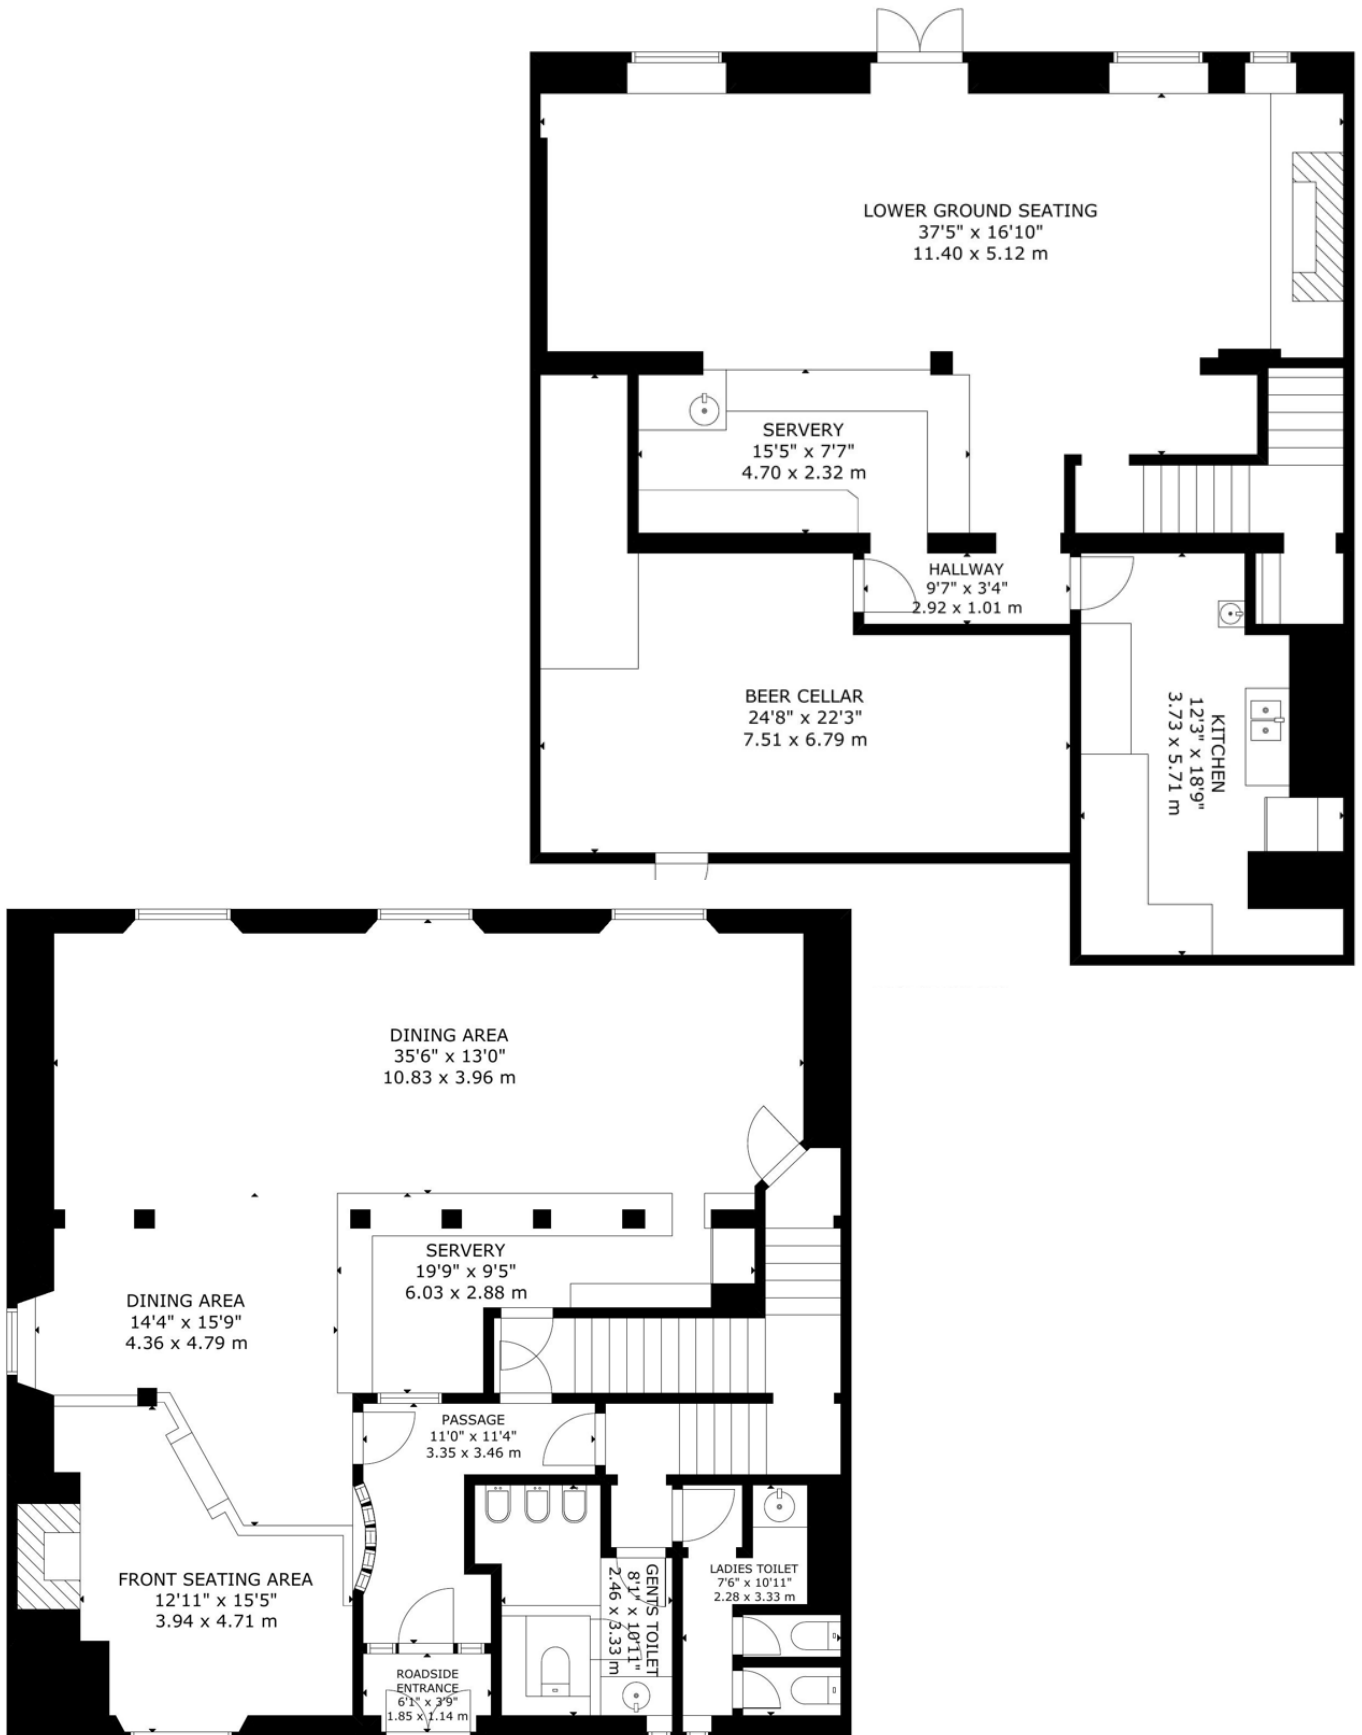 LOWER GROUND SEATING
37'5" x 16'10"
11.40 x 5.12 m
SERVERY
15'5" x 7'7"
4.70 x 2.32 m
HALLWAY
9'7" x 3'4"
2.92 x 1.01 m
BEER CELLAR
24'8" x 22'3"
7.51 x 6.79 m
KITCHEN
12'3" x 18'9"
3.73 x 5.71 m
DINING AREA
35'6" x 13'0"
10.83 x 3.96 m
SERVERY
19'9" x 9'5"
6.03 x 2.88 m
DINING AREA
14'4" x 15'9"
4.36 x 4.79 m
PASSAGE
11'0" x 11'4"
3.35 x 3.46 m
FRONT SEATING AREA
12'11" x 15'5"
3.94 x 4.71 m
GENTS TOILET
8'1" x 10'11"
2.46 x 3.33 m
LADIES TOILET
7'6" x 10'11"
2.28 x 3.33 m
ROADSIDE
ENTRANCE
6'1" x 3'9"
1.85 x 1.14 m